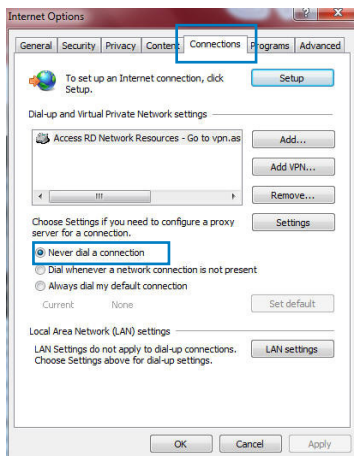 Internet Options
General Security Privacy Content Connections Programs Advanced
To set up an Internet connection, click
Setup.
Setup
Dial-up and Virtual Private Network settings
Access RD Network Resources - Go to vpn.as
Add...
Add VPN...
Remove...
Choose Settings if you need to configure a proxy
server for a connection.
Settings
Never dial a connection
Dial whenever a network connection is not present
Always dial my default connection
Current None
Set default
Local Area Network (LAN) settings
LAN Settings do not apply to dial-up connections.
Choose Settings above for dial-up settings.
LAN settings
OK Cancel Apply